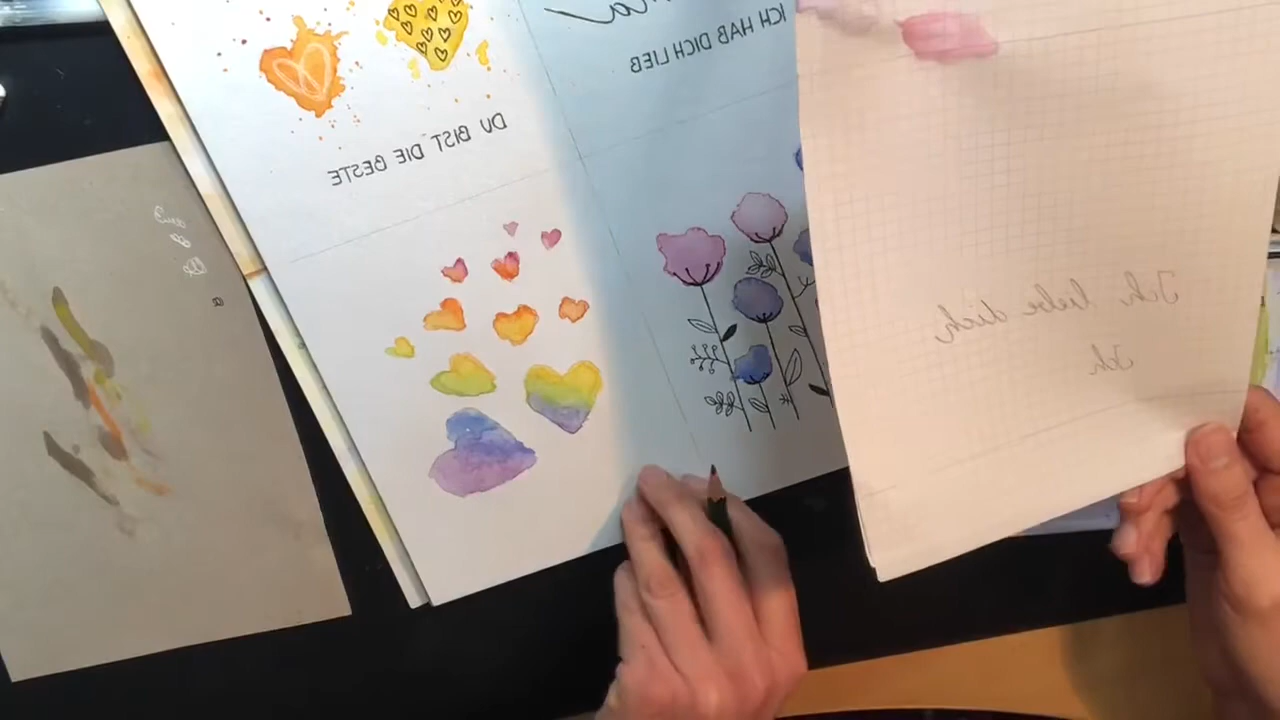 ICH HAB DICH LIEB
DU BIST DIE BESTE
Ich liebe dich
Ich